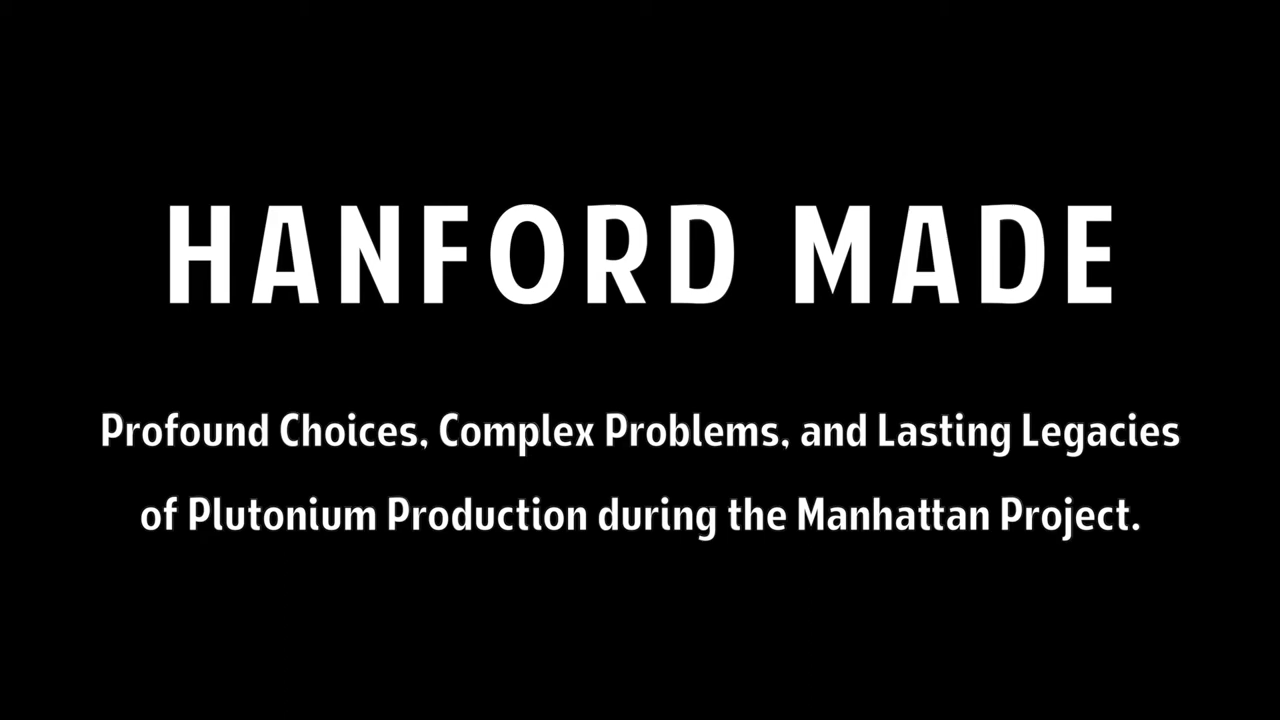 HANFORD MADE
Profound Choices, Complex Problems, and Lasting Legacies
of Plutonium Production during the Manhattan Project.